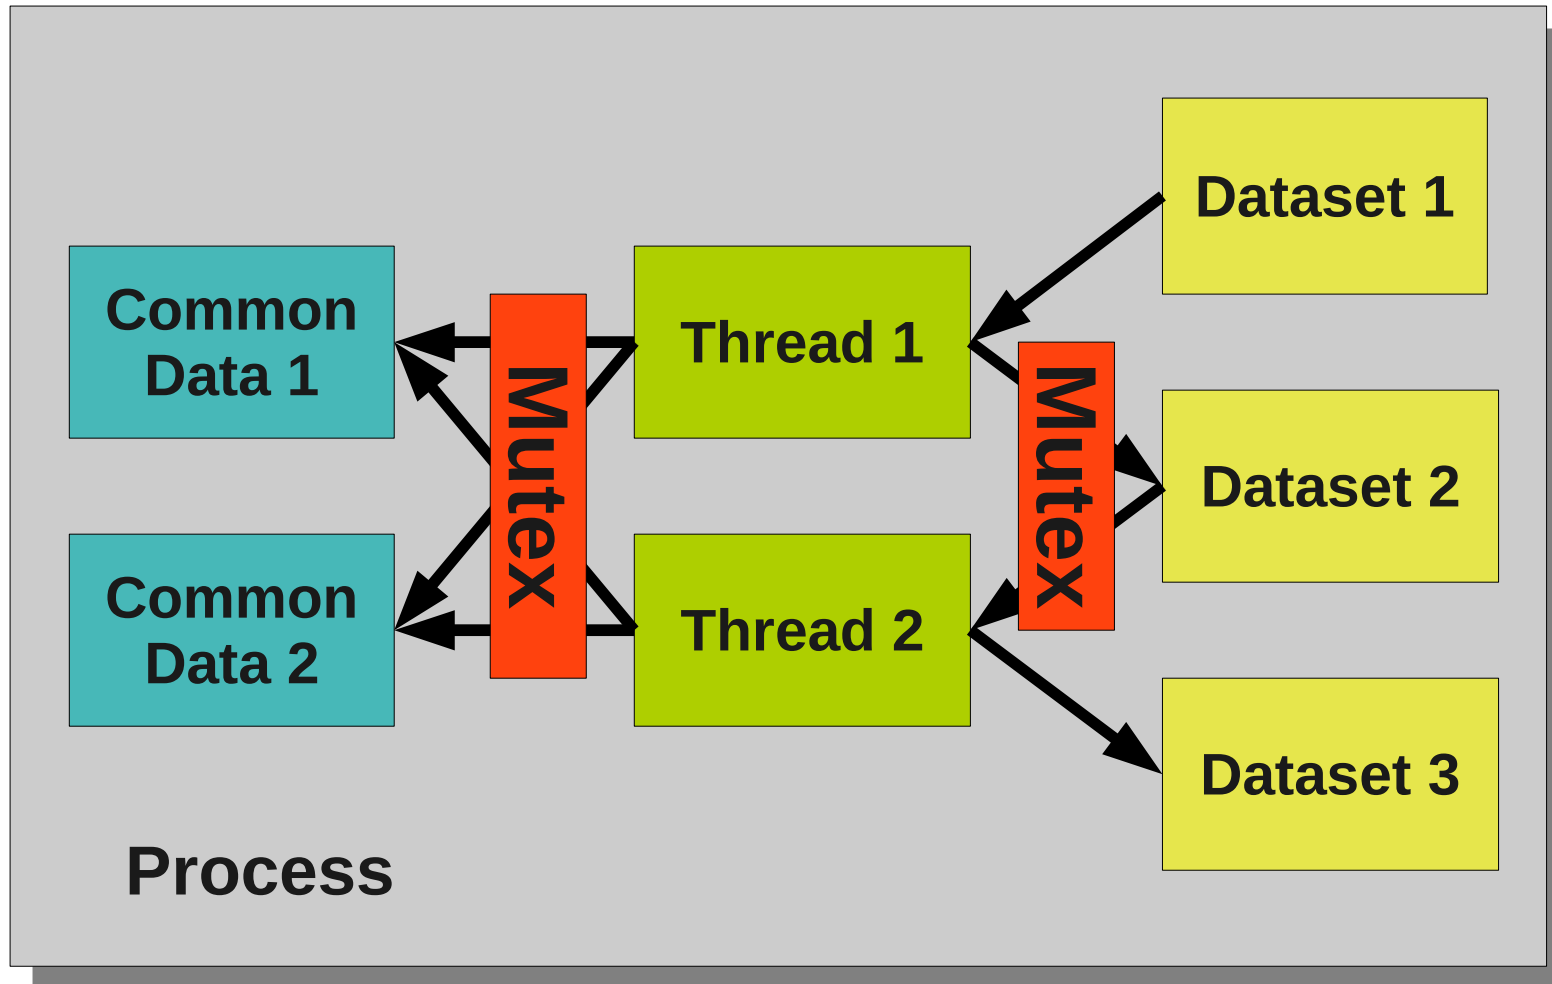 Common
Data 1
Common
Data 2
Mutex
Thread 1
Thread 2
Mutex
Dataset 1
Dataset 2
Dataset 3
Process